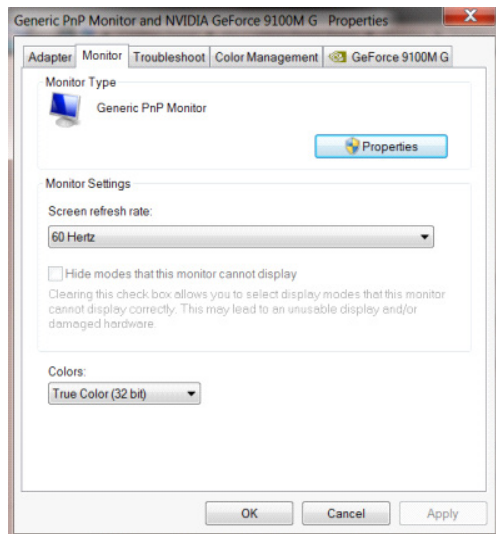 Generic PnP Monitor and NVIDIA GeForce 9100M G Properties
Adapter Monitor Troubleshoot Color Management GeForce 9100M G
Monitor Type
Generic PnP Monitor
Properties
Monitor Settings
Screen refresh rate:
60 Hertz
Hide modes that this monitor cannot display
Clearing this check box allows you to select display modes that this monitor
cannot display correctly. This may lead to an unusable display and/or
damaged hardware.
Colors:
True Color (32 bit)
OK Cancel Apply